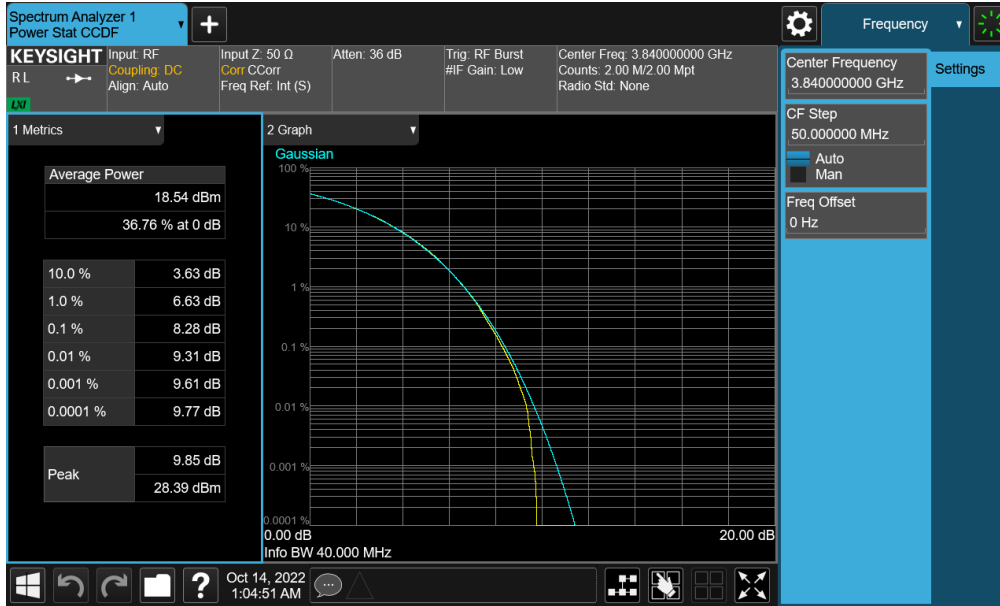 Spectrum Analyzer 1
Power Stat CCDF
Frequency
KEYSIGHT
RL
LXI
Input: RF
Coupling: DC
Align: Auto
Input Z: 50 Ω
Corr CCorr
Freq Ref: Int (S)
Atten: 36 dB
Trig: RF Burst
#IF Gain: Low
Center Freq: 3.840000000 GHz
Counts: 2.00 M/2.00 Mpt
Radio Std: None
Center Frequency
3.840000000 GHz
Settings
CF Step
50.000000 MHz
Auto
Man
Freq Offset
0 Hz
1 Metrics
Average Power
18.54 dBm
36.76 % at 0 dB
10.0 % 3.63 dB
1.0 % 6.63 dB
0.1 % 8.28 dB
0.01 % 9.31 dB
0.001 % 9.61 dB
0.0001 % 9.77 dB
Peak
9.85 dB
28.39 dBm
2 Graph
Gaussian
100 %
10 %
1 %
0.1 %
0.01 %
0.001 %
0.0001 %
0.00 dB 20.00 dB
Info BW 40.000 MHz
?
Oct 14, 2022
1:04:51 AM